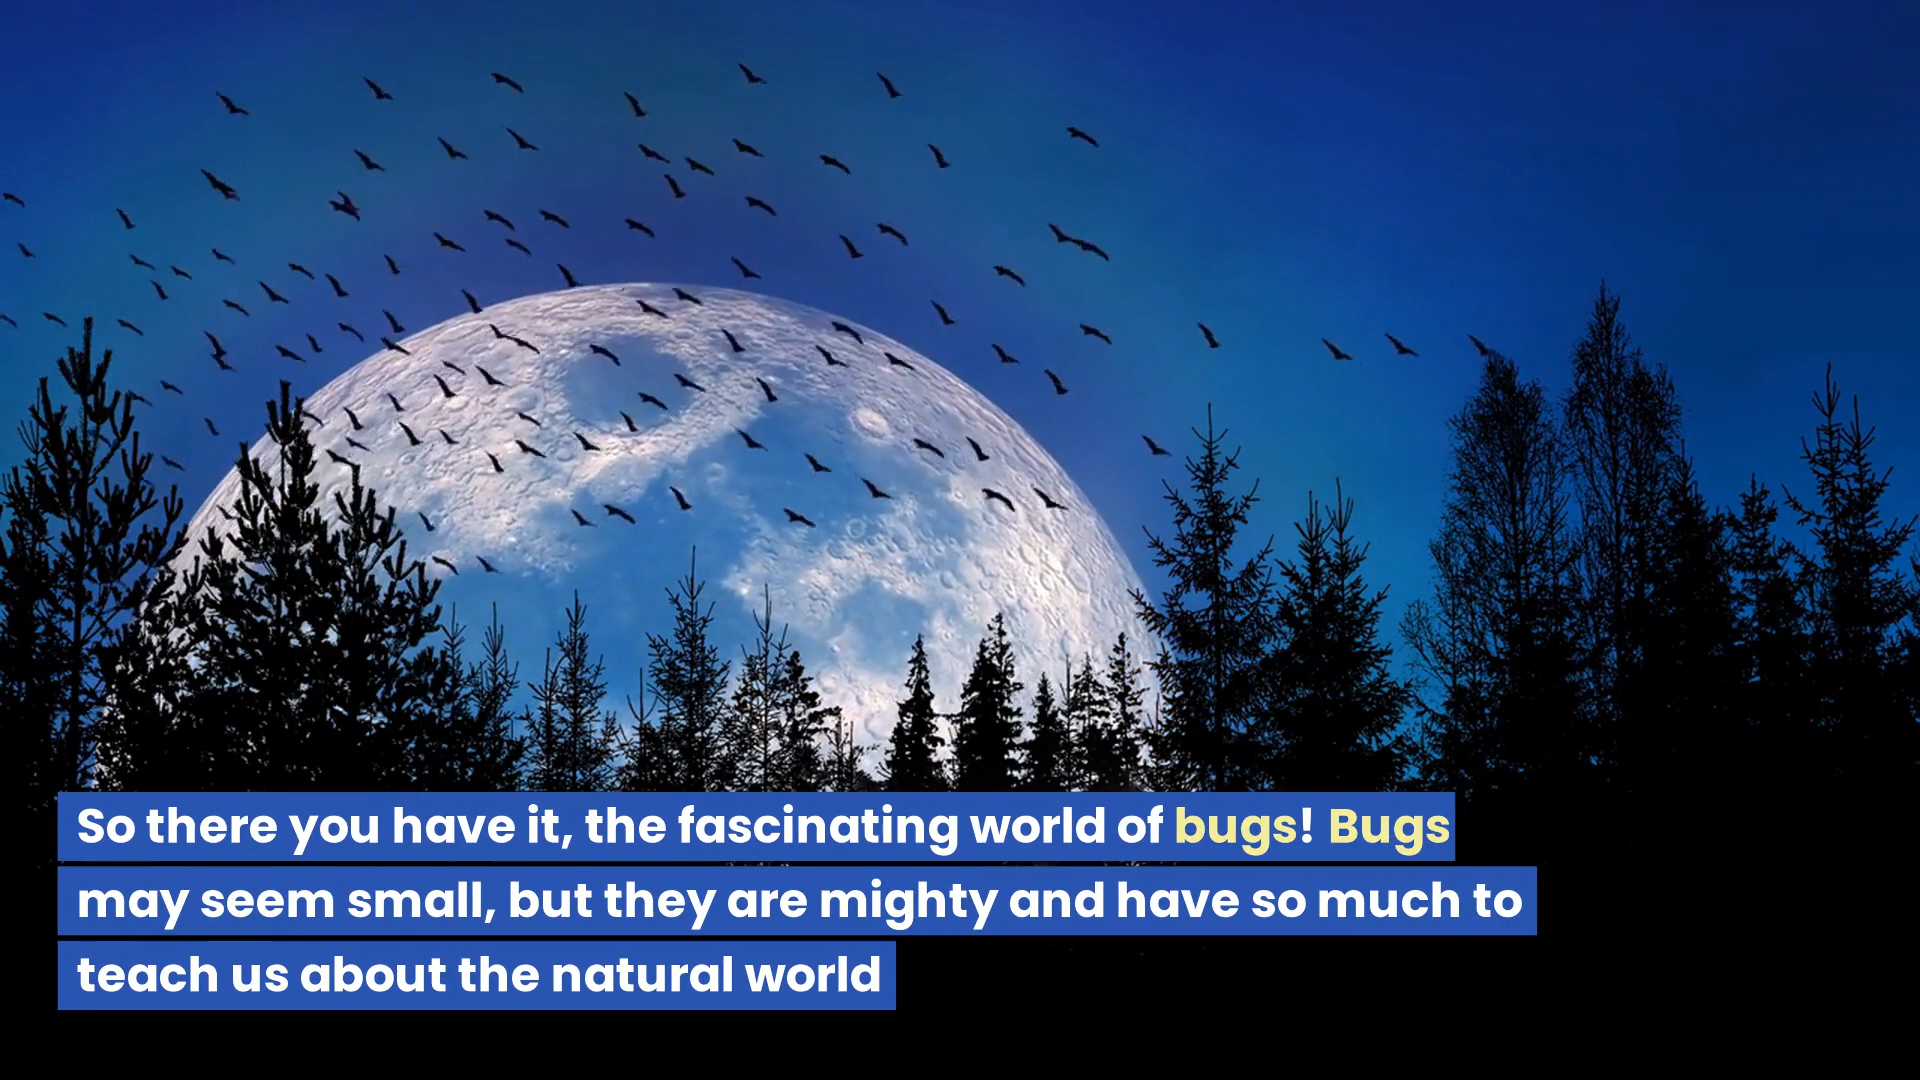 So there you have it, the fascinating world of bugs! Bugs
may seem small, but they are mighty and have so much to
teach us about the natural world